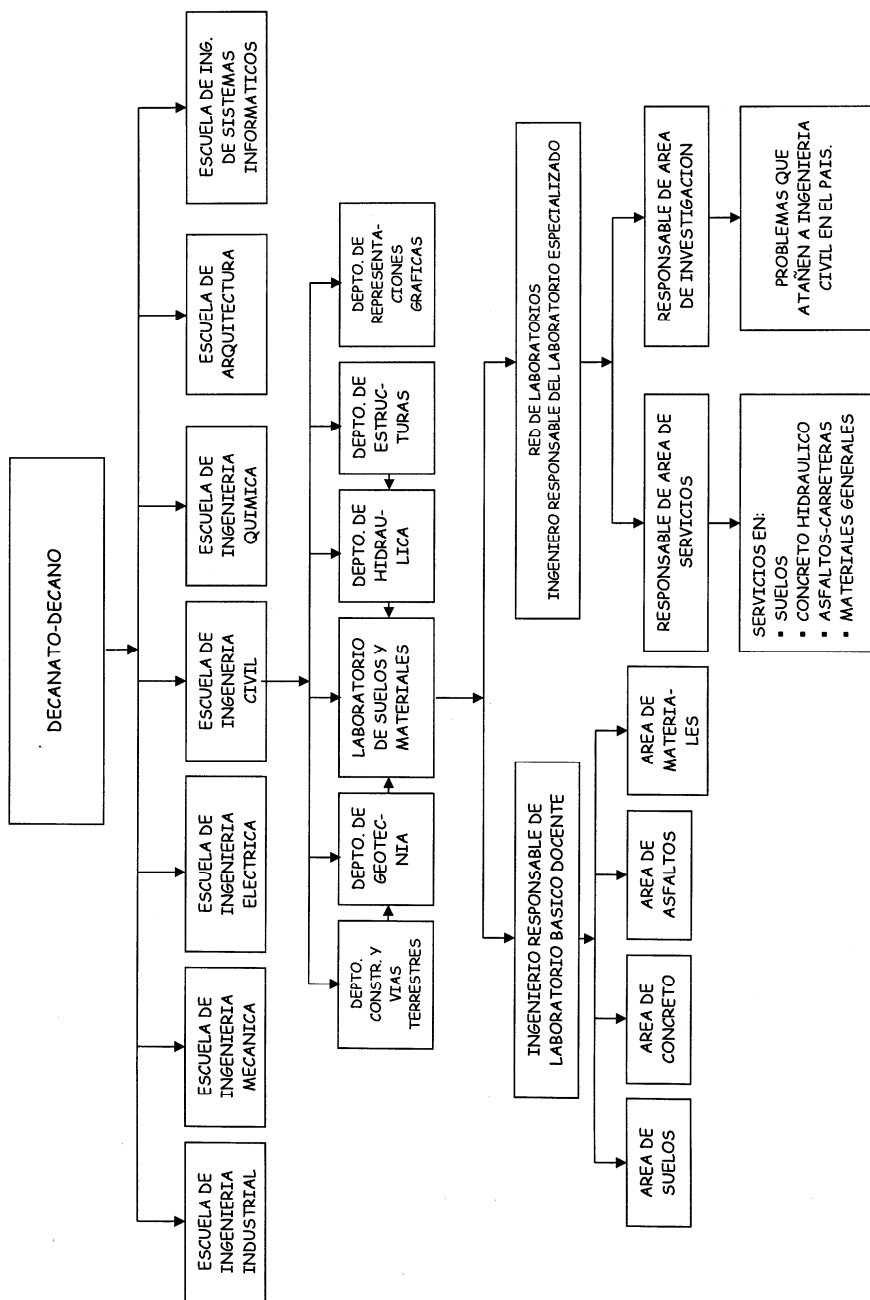 DECANATO-DECANO
ESCUELA DE
INGENIERIA
INDUSTRIAL
ESCUELA DE
INGENIERIA
MECANICA
ESCUELA DE
INGENIERIA
ELECTRICA
ESCUELA DE
INGENERIA
CIVIL
ESCUELA DE
INGENIERIA
QUIMICA
ESCUELA DE
ARQUITECTURA
ESCUELA DE ING.
DE SISTEMAS
INFORMATICOS
DEPTO.
CONSTR. Y
VIAS
TERRESTRES
DEPTO. DE
GEOTEC-
NIA
LABORATORIO
DE SUELOS Y
MATERIALES
DEPTO. DE
HIDRAU-
LICA
DEPTO. DE
ESTRUC-
TURAS
DEPTO. DE
REPRESENTA-
CIONES
GRAFICAS
INGENIERIO RESPONSABLE DE
LABORATORIO BASICO DOCENTE
RED DE LABORATORIOS
INGENIERO RESPONSABLE DEL LABORATORIO ESPECIALIZADO
AREA DE
SUELOS
AREA DE
CONCRETO
AREA DE
ASFALTOS
AREA DE
MATERIA-
LES
RESPONSABLE DE AREA DE
SERVICIOS
RESPONSABLE DE AREA
DE INVESTIGACION
SERVICIOS EN:
▪ SUELOS
▪ CONCRETO HIDRAULICO
▪ ASFALTOS-CARRETERAS
▪ MATERIALES GENERALES
PROBLEMAS QUE
ATAÑEN A INGENIERIA
CIVIL EN EL PAIS.